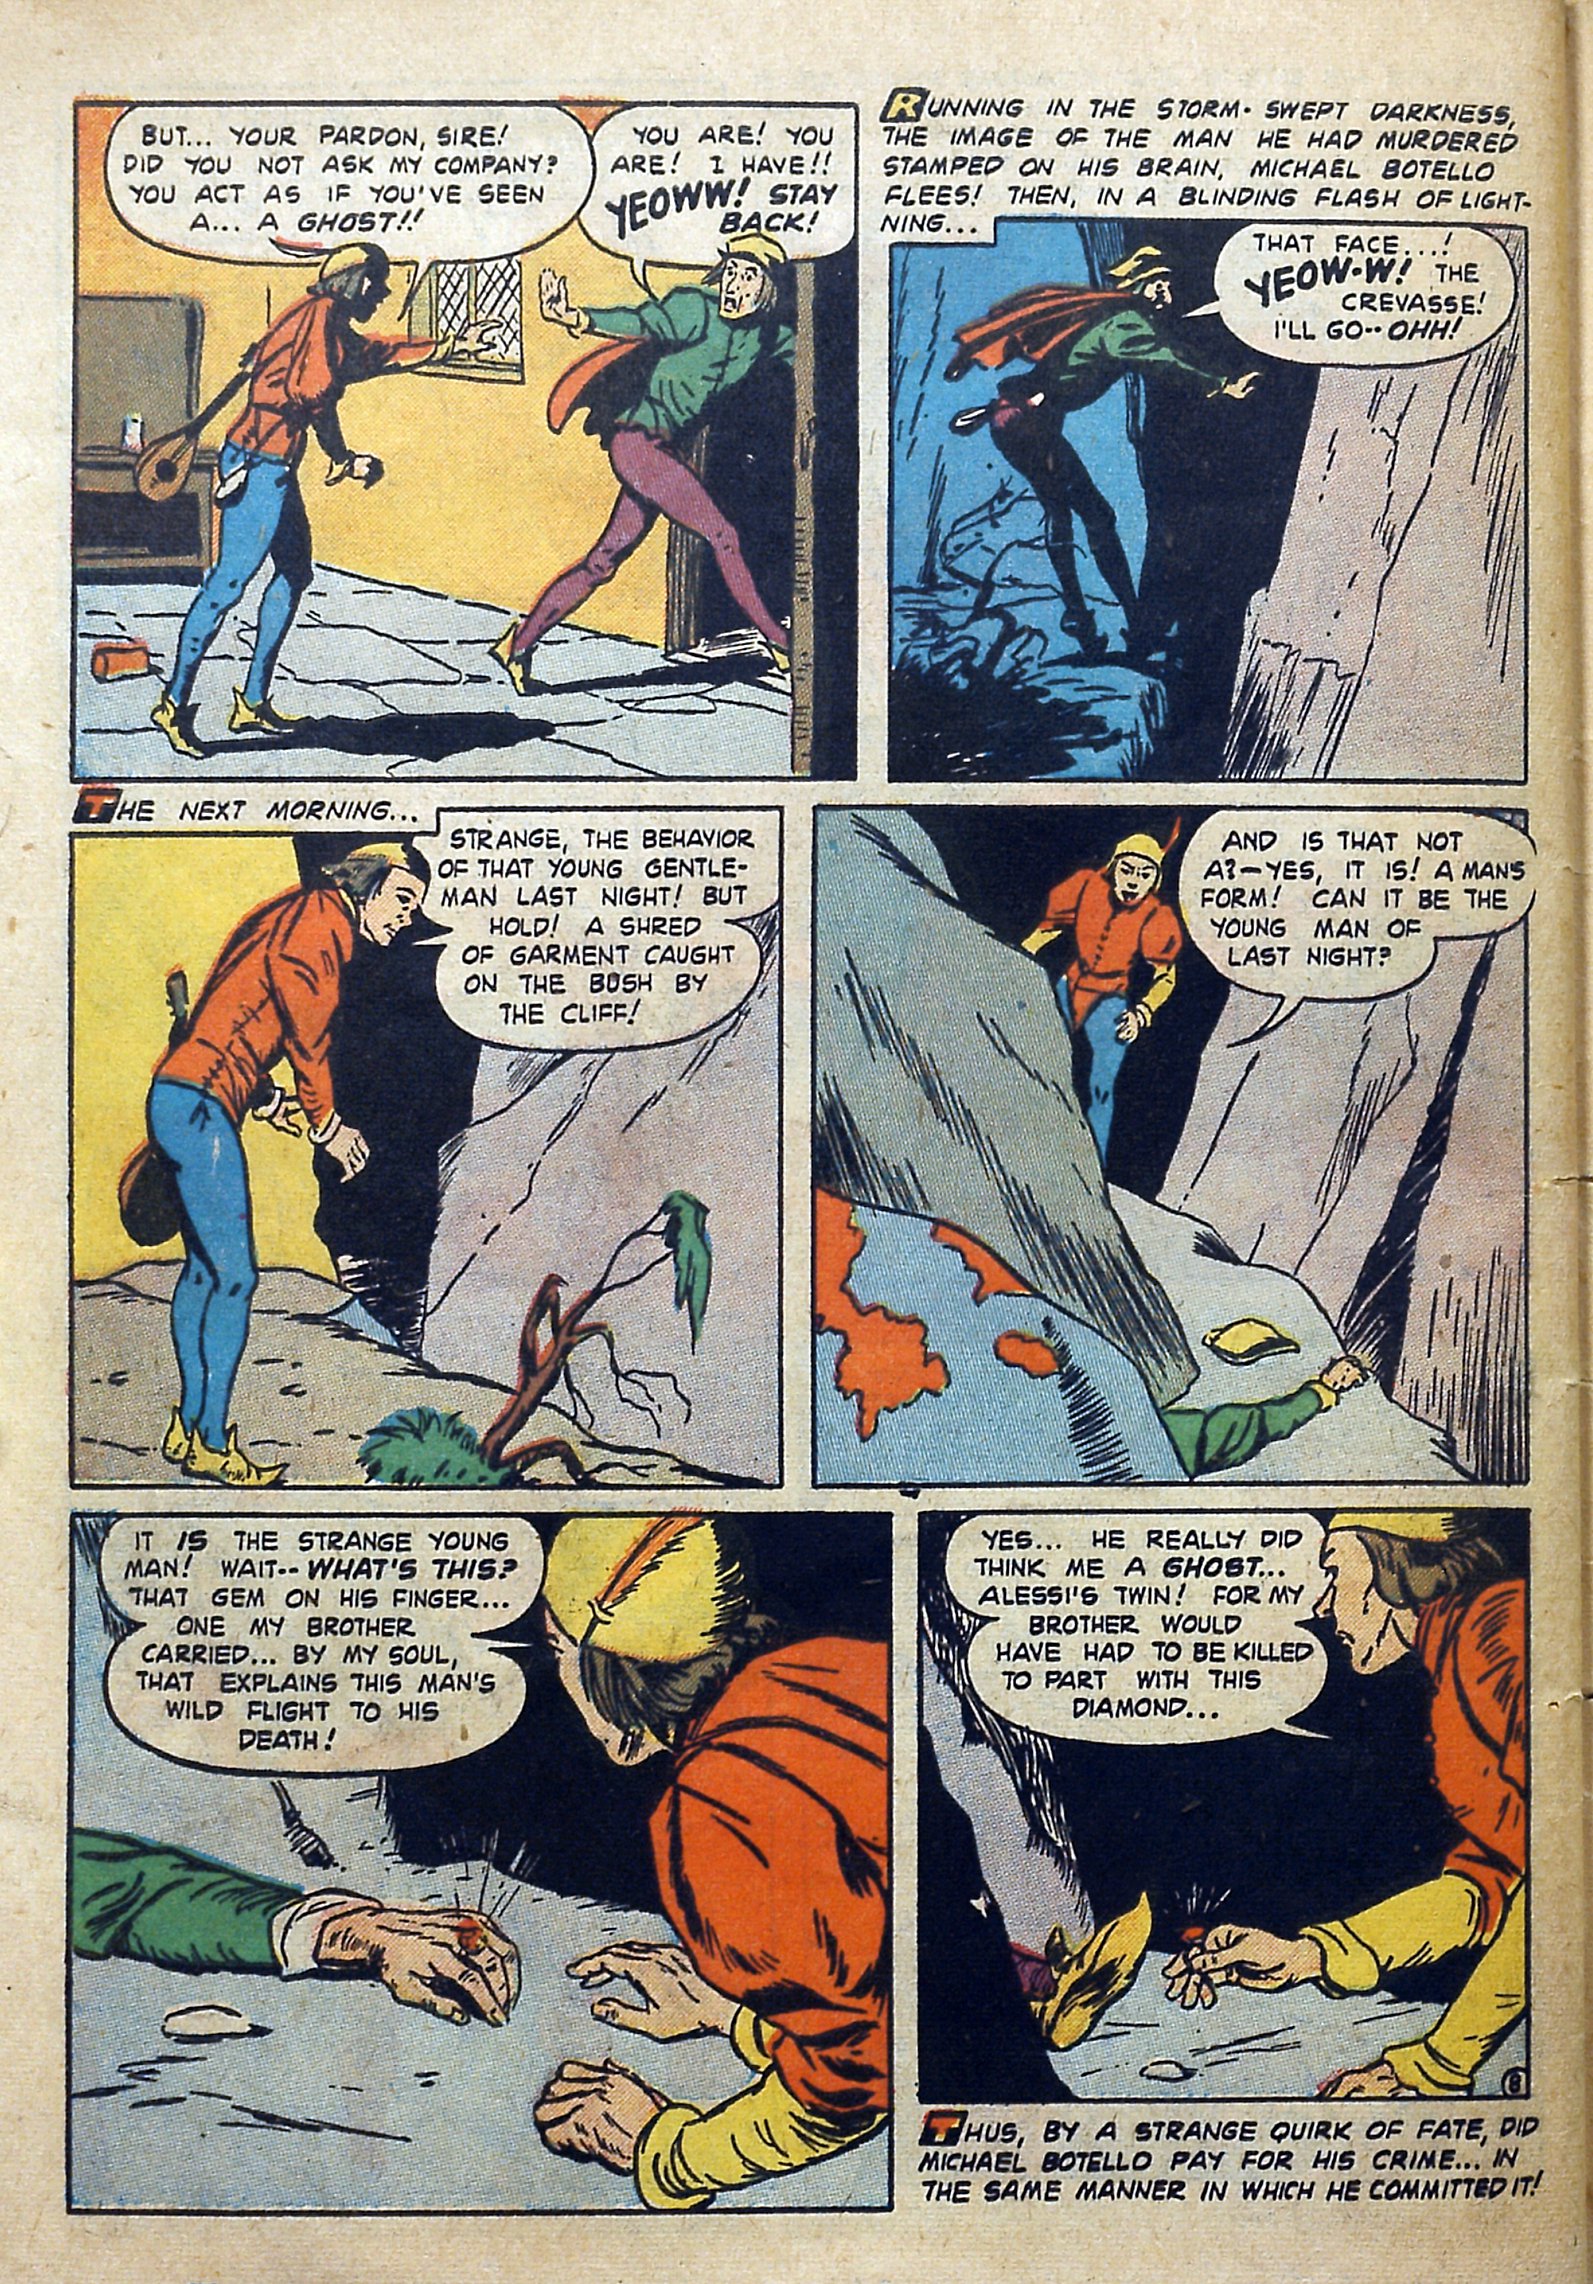 BUT... YOUR PARDON, SIRE!
DID YOU NOT ASK MY COMPANY?
YOU ACT AS IF YOU'VE SEEN
A... A GHOST!!
YOU ARE! YOU
ARE! I HAVE!!
YEOWW! STAY
BACK!
RUNNING IN THE STORM-SWEPT DARKNESS,
THE IMAGE OF THE MAN HE HAD MURDERED
STAMPED ON HIS BRAIN, MICHAEL BOTELLO
FLEES! THEN, IN A BLINDING FLASH OF LIGHT-
NING...
THAT FACE...!
YEOW-W! THE
CREVASSE!
I'LL GO-- OHH!
THE NEXT MORNING...
STRANGE, THE BEHAVIOR
OF THAT YOUNG GENTLE-
MAN LAST NIGHT! BUT
HOLD! A SHRED
OF GARMENT CAUGHT
ON THE BUSH BY
THE CLIFF!
AND IS THAT NOT
A?—YES, IT IS! A MAN'S
FORM! CAN IT BE THE
YOUNG MAN OF
LAST NIGHT?
IT IS THE STRANGE YOUNG
MAN! WAIT-- WHAT'S THIS?
THAT GEM ON HIS FINGER...
ONE MY BROTHER
CARRIED... BY MY SOUL,
THAT EXPLAINS THIS MAN'S
WILD FLIGHT TO HIS
DEATH!
YES... HE REALLY DID
THINK ME A GHOST...
ALESSI'S TWIN! FOR MY
BROTHER WOULD
HAVE HAD TO BE KILLED
TO PART WITH THIS
DIAMOND...
8
THUS, BY A STRANGE QUIRK OF FATE, DID
MICHAEL BOTELLO PAY FOR HIS CRIME... IN
THE SAME MANNER IN WHICH HE COMMITTED IT!